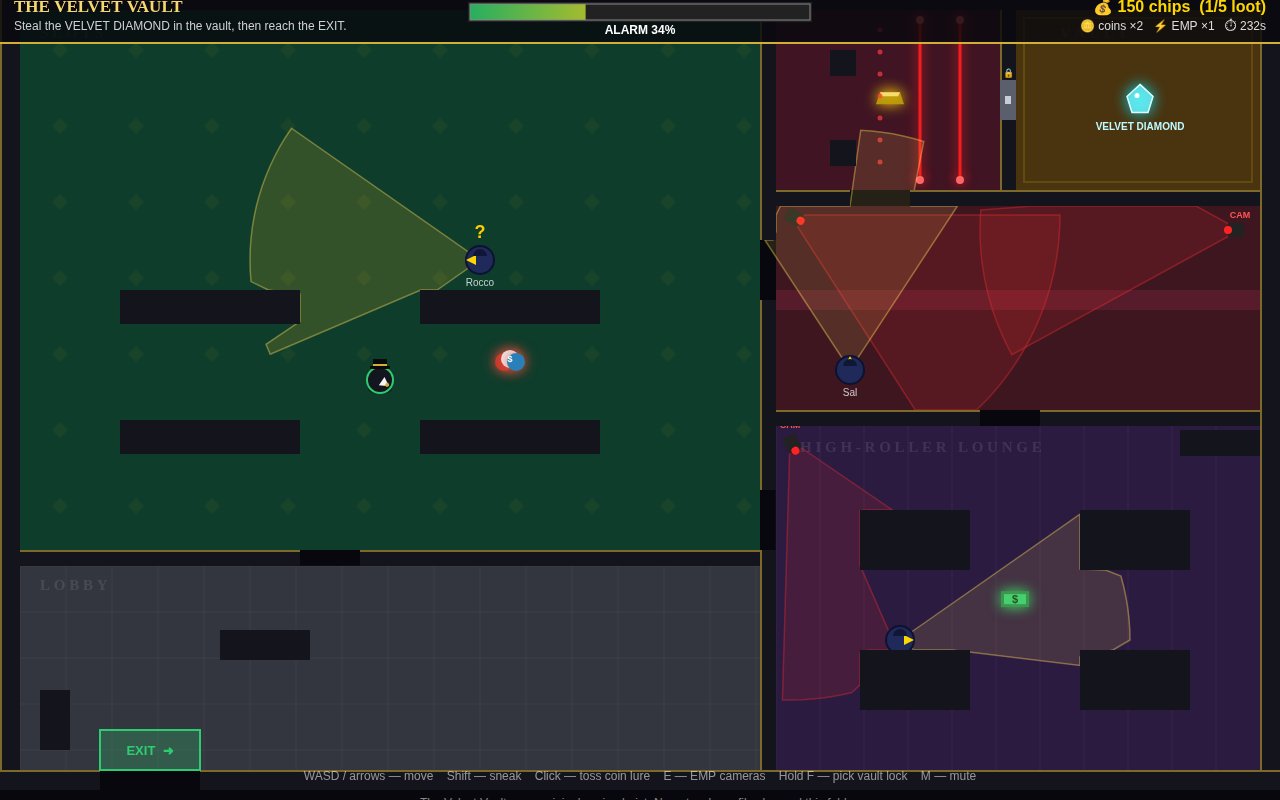 THE VELVET VAULT
Steal the VELVET DIAMOND in the vault, then reach the EXIT.
ALARM 34%
💰 150 chips (1/5 loot)
🪙 coins ×2 ⚡ EMP ×1 ⏱ 232s
VELVET DIAMOND
CAM
?
Rocco
$
Sal
CAM
HIGH-ROLLER LOUNGE
$
LOBBY
EXIT ➜
WASD / arrows — move Shift — sneak Click — toss coin lure E — EMP cameras Hold F — pick vault lock M — mute